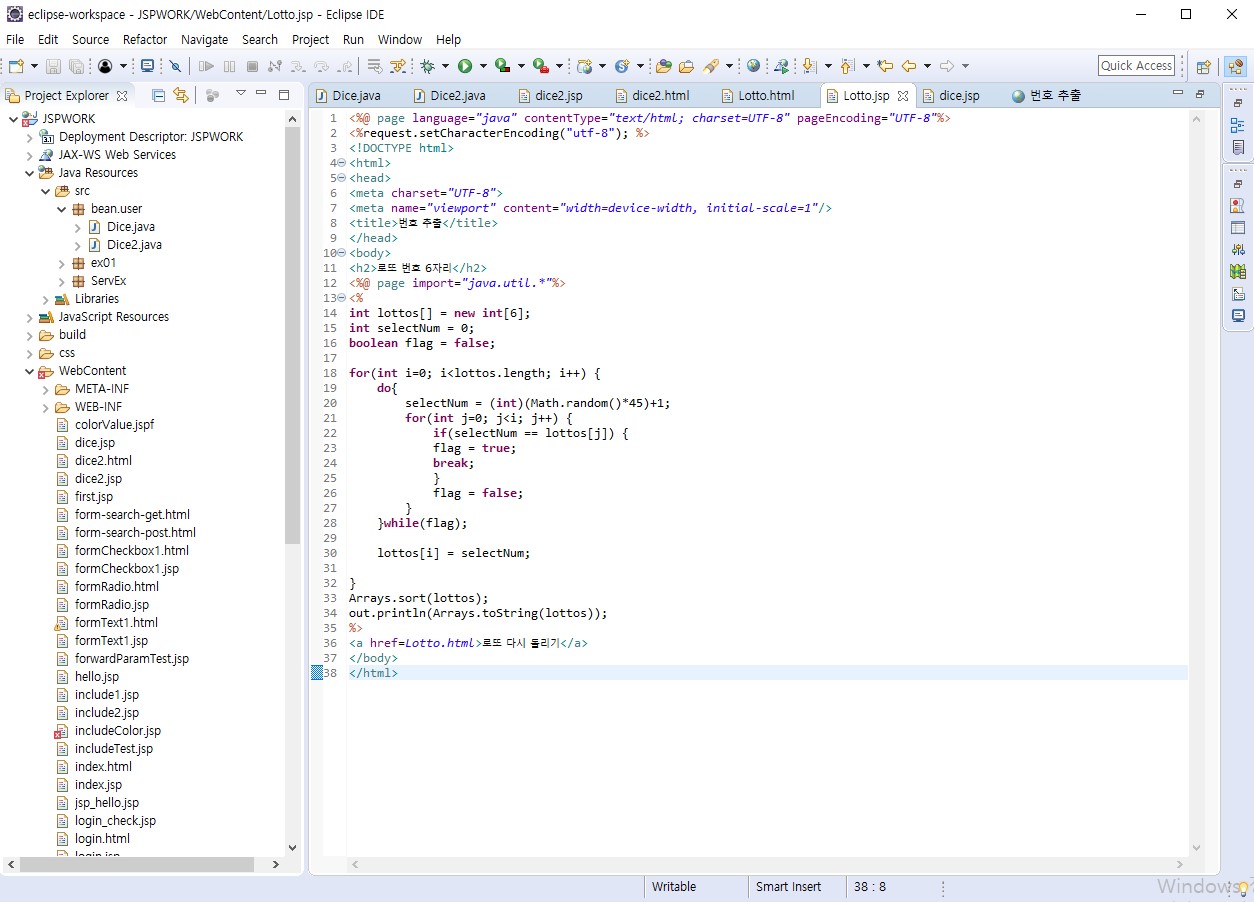 eclipse-workspace - JSPWORK/WebContent/Lotto.jsp - Eclipse IDE
File Edit Source Refactor Navigate Search Project Run Window Help
Quick Access
Project Explorer
JSPWORK
Deployment Descriptor: JSPWORK
JAX-WS Web Services
Java Resources
src
bean.user
Dice.java
Dice2.java
ex01
ServEx
Libraries
JavaScript Resources
build
css
WebContent
META-INF
WEB-INF
colorValue.jspf
dice.jsp
dice2.html
dice2.jsp
first.jsp
form-search-get.html
form-search-post.html
formCheckbox1.html
formCheckbox1.jsp
formRadio.html
formRadio.jsp
formText1.html
formText1.jsp
forwardParamTest.jsp
hello.jsp
include1.jsp
include2.jsp
includeColor.jsp
includeTest.jsp
index.html
index.jsp
jsp_hello.jsp
login_check.jsp
login.html
login.jsp
Dice.java Dice2.java dice2.jsp dice2.html Lotto.html Lotto.jsp dice.jsp 번호 추출
1 <%@ page language="java" contentType="text/html; charset=UTF-8" pageEncoding="UTF-8"%>
2 <%request.setCharacterEncoding("utf-8"); %>
3 <!DOCTYPE html>
4 <html>
5 <head>
6 <meta charset="UTF-8">
7 <meta name="viewport" content="width=device-width, initial-scale=1"/>
8 <title>번호 추출</title>
9 </head>
10 <body>
11 <h2>로또 번호 6자리</h2>
12 <%@ page import="java.util.*"%>
13 <%
14 int lottos[] = new int[6];
15 int selectNum = 0;
16 boolean flag = false;
17
18 for(int i=0; i<lottos.length; i++) {
19     do{
20         selectNum = (int)(Math.random()*45)+1;
21         for(int j=0; j<i; j++) {
22             if(selectNum == lottos[j]) {
23             flag = true;
24             break;
25             }
26             flag = false;
27         }
28     }while(flag);
29
30     lottos[i] = selectNum;
31
32 }
33 Arrays.sort(lottos);
34 out.println(Arrays.toString(lottos));
35 %>
36 <a href=Lotto.html>로또 다시 돌리기</a>
37 </body>
38 </html>
Writable Smart Insert 38 : 8
Windows